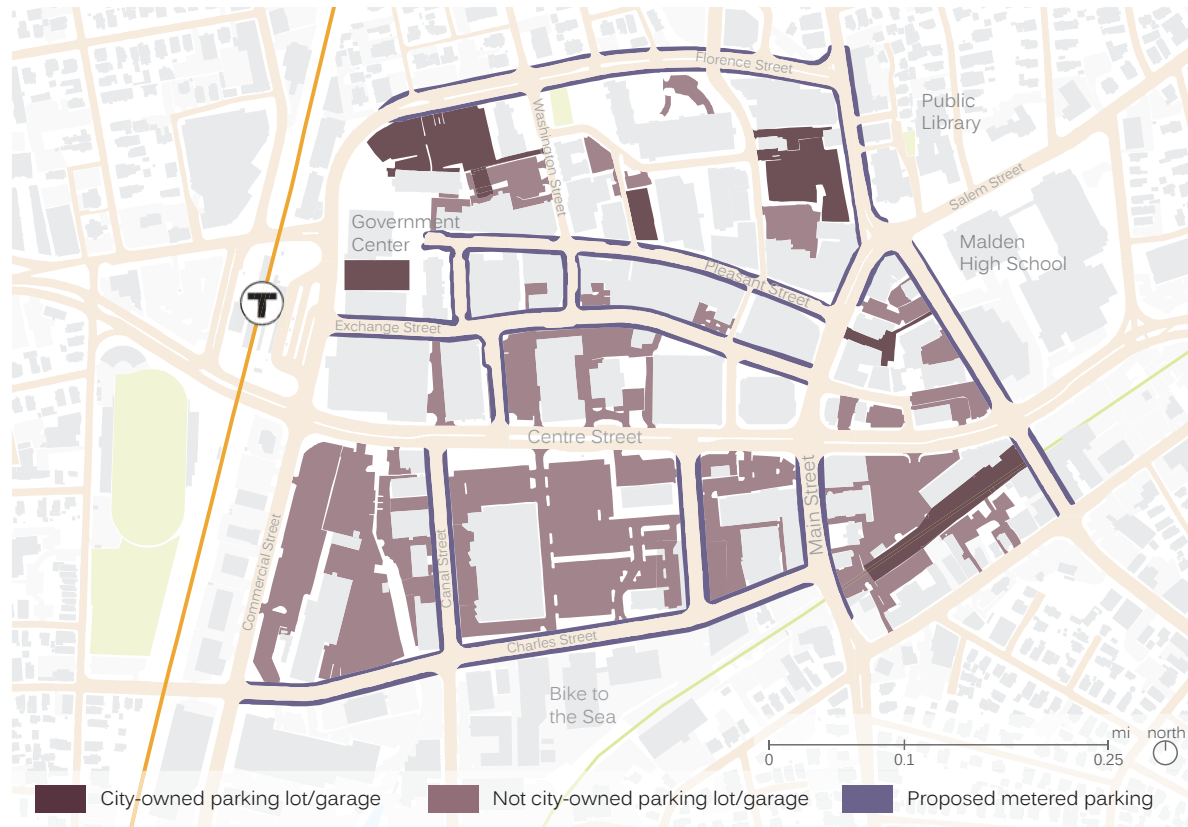 Florence Street
Public
Library
Washington Street
Salem Street
Government
Center
Malden
High School
Pleasant Street
T
Exchange Street
Centre Street
Main Street
Commercial Street
Canal Street
Charles Street
Bike to
the Sea
mi
north
0
0.1
0.25
City-owned parking lot/garage
Not city-owned parking lot/garage
Proposed metered parking